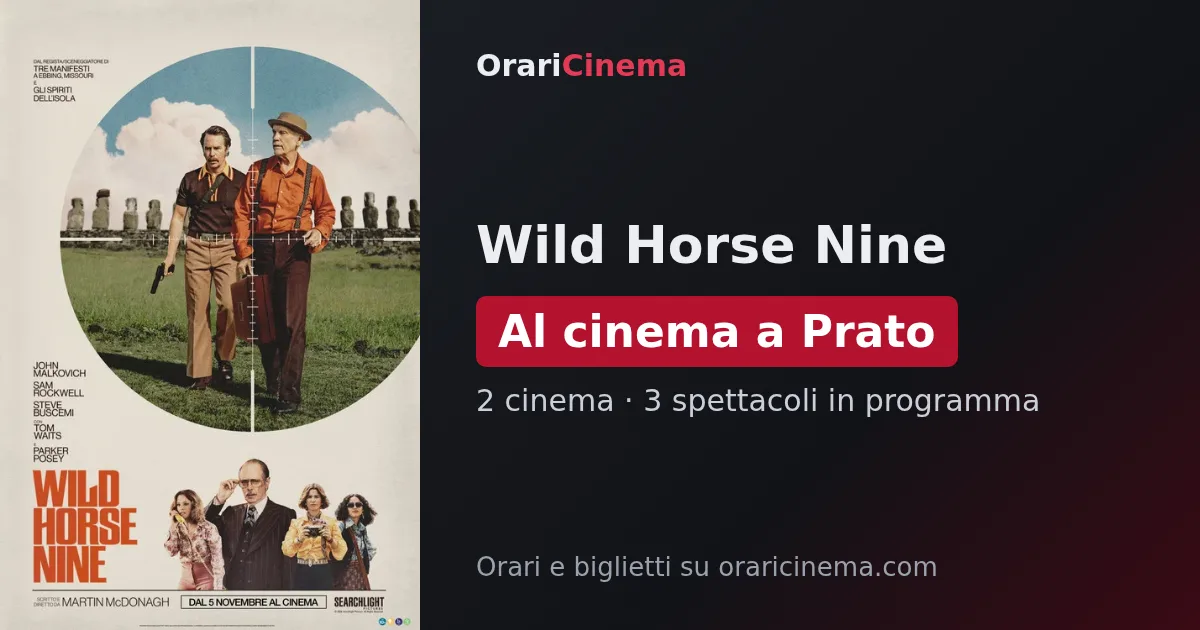 DAL REGISTA/SCENEGGIATORE DI
TRE MANIFESTI
A EBBING, MISSOURI
E
GLI SPIRITI
DELL'ISOLA
JOHN
MALKOVICH
SAM
ROCKWELL
STEVE
BUSCEMI
CON
TOM
WAITS
E
PARKER
POSEY
WILD
HORSE
NINE
SCRITTO E
DIRETTO DA MARTIN McDONAGH
DAL 5 NOVEMBRE AL CINEMA
SEARCHLIGHT
PICTURES
OrariCinema
Wild Horse Nine
Al cinema a Prato
2 cinema · 3 spettacoli in programma
Orari e biglietti su oraricinema.com